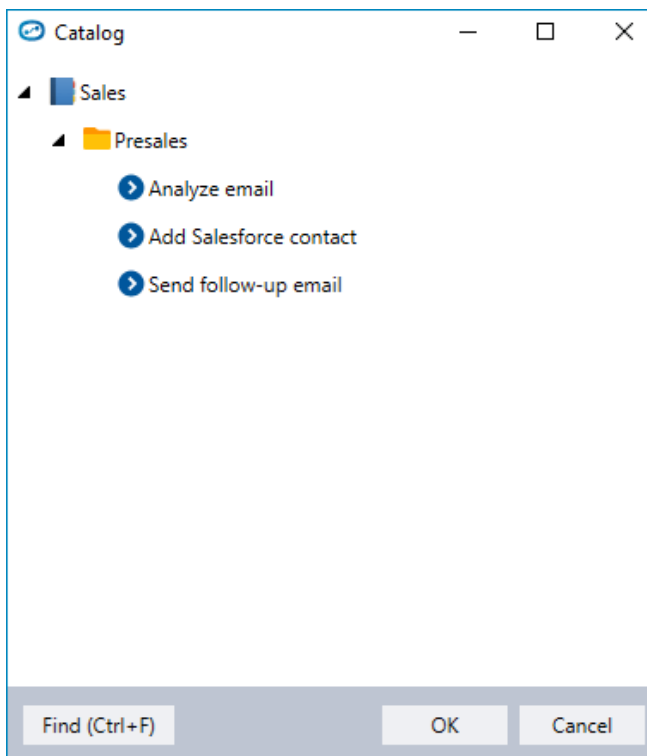 Catalog
Sales
Presales
Analyze email
Add Salesforce contact
Send follow-up email
Find (Ctrl+F) OK Cancel